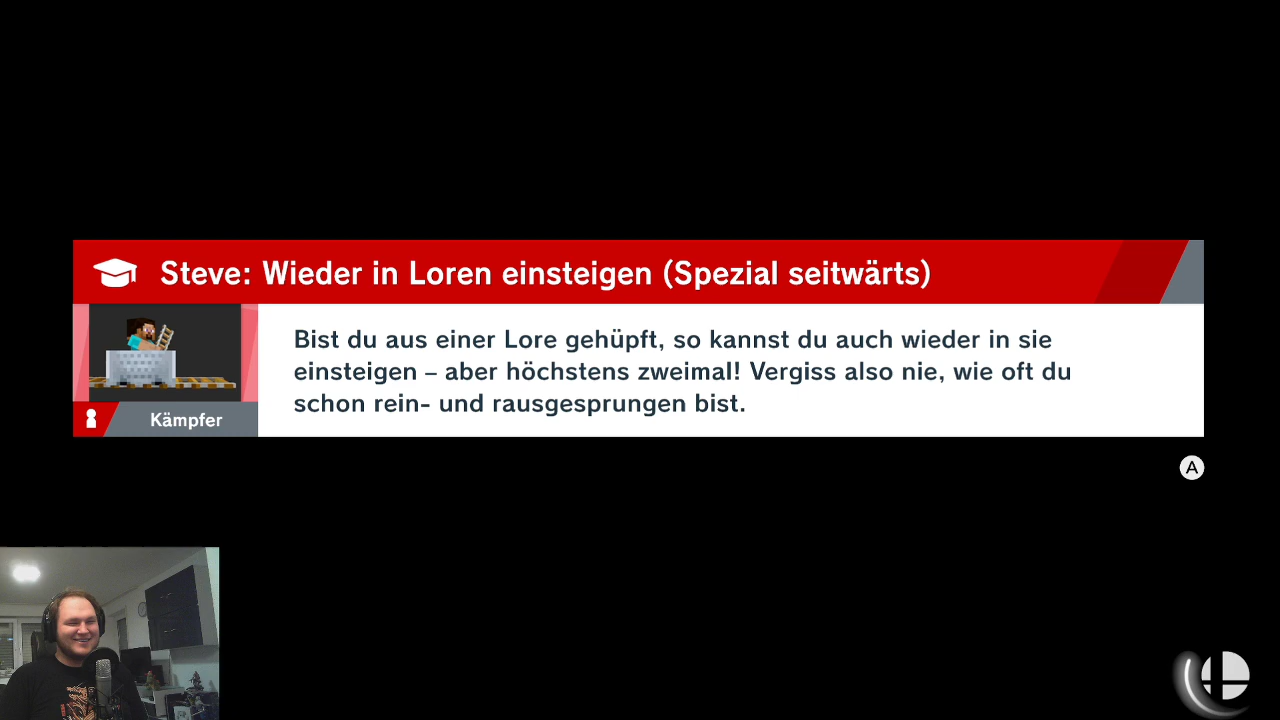 Steve: Wieder in Loren einsteigen (Spezial seitwärts)
Bist du aus einer Lore gehüpft, so kannst du auch wieder in sie
einsteigen – aber höchstens zweimal! Vergiss also nie, wie oft du
schon rein- und rausgesprungen bist.
Kämpfer
A